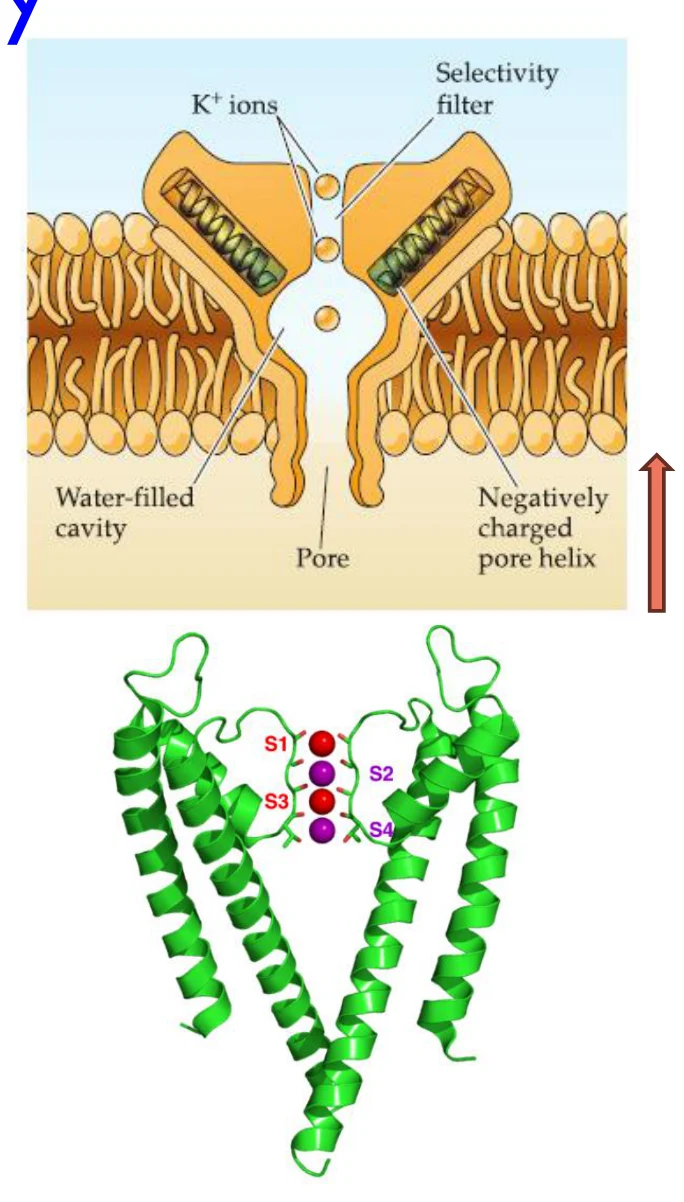 y
Selectivity
filter
K⁺ ions
Water-filled
cavity
Pore
Negatively
charged
pore helix
S1
S2
S3
S4